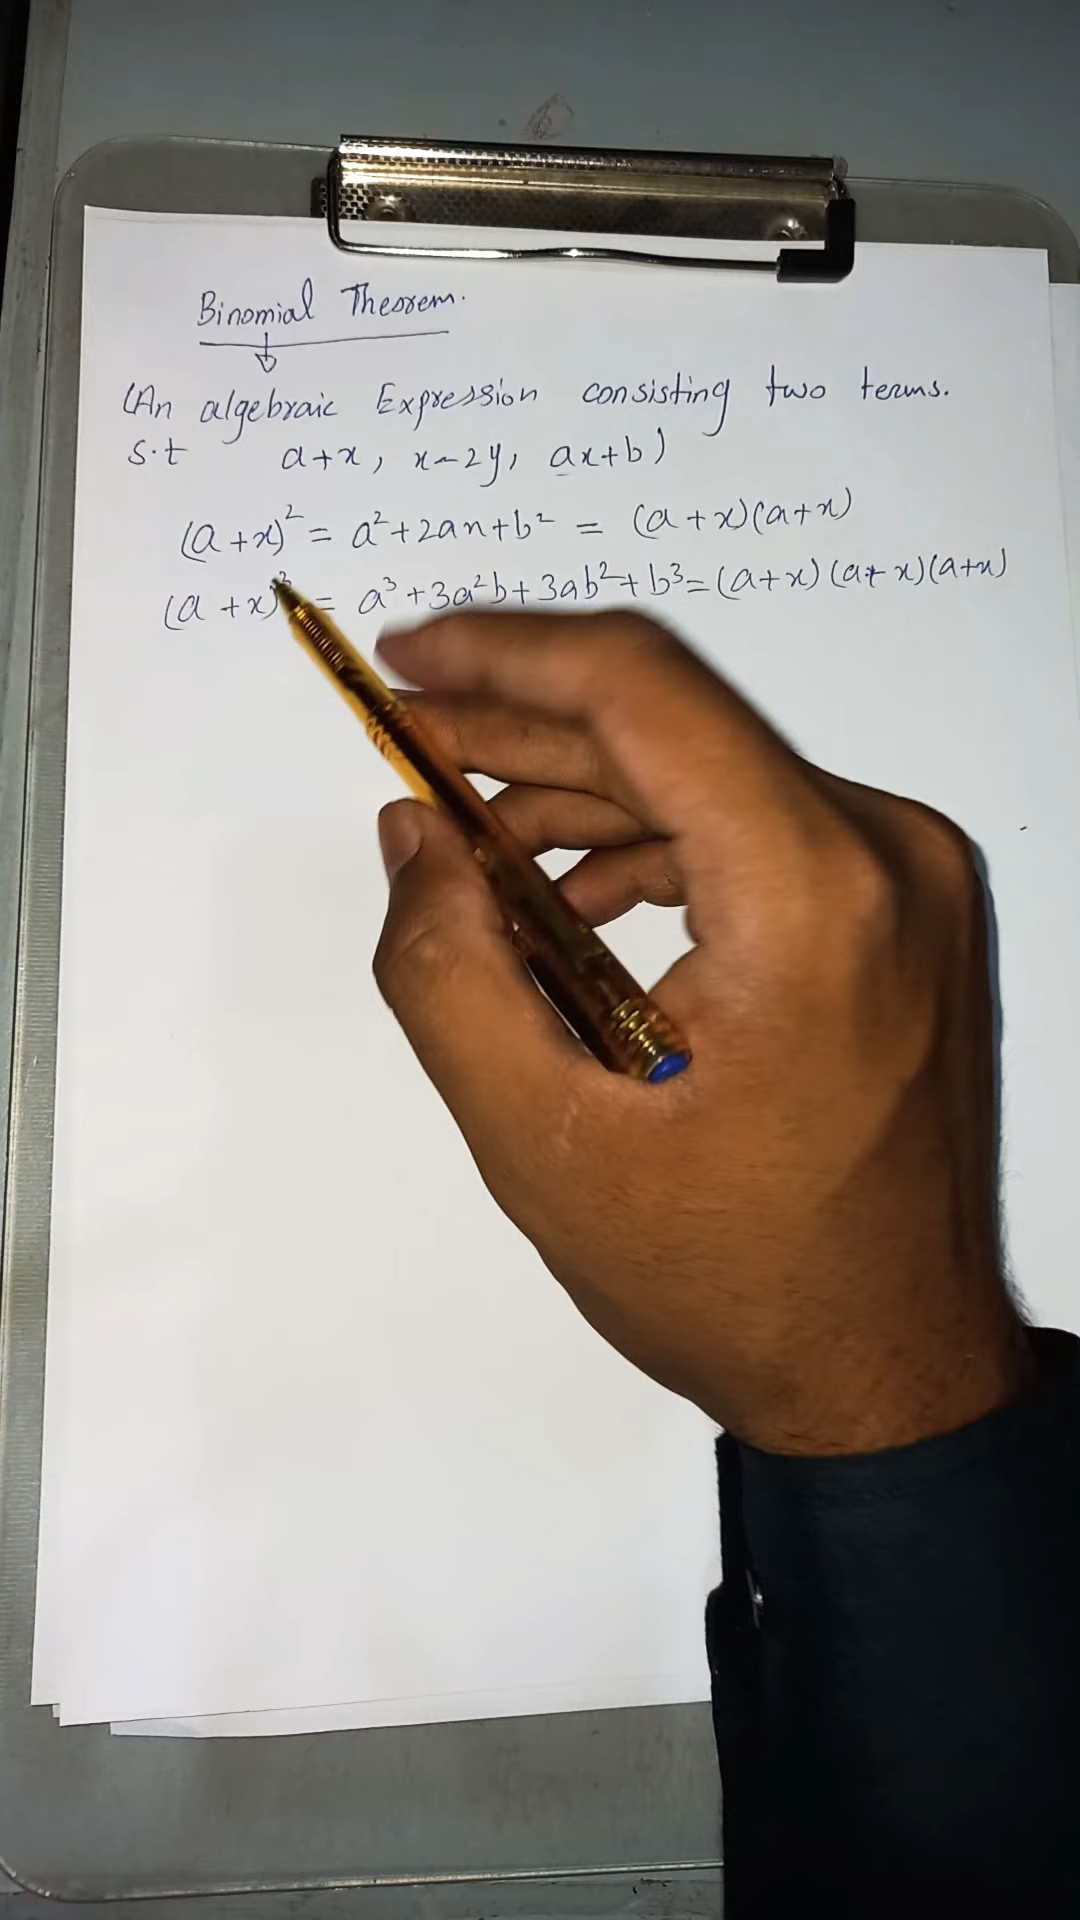 Binomial Theorem.
(An algebraic Expression consisting two terms.
s.t a+x, x-2y, ax+b)
(a+x)² = a²+2ax+b² = (a+x)(a+x)
(a+x)³ = a³+3a²b+3ab²+b³=(a+x)(a+x)(a+x)